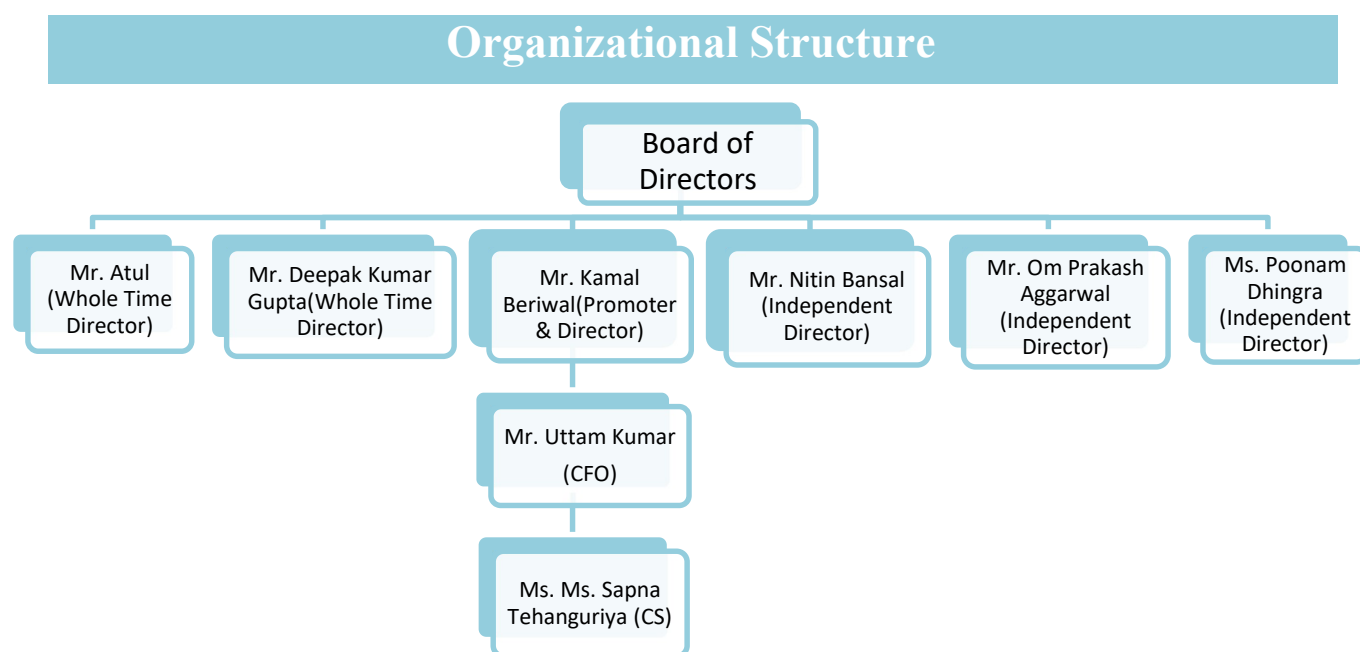 Organizational Structure
Board of
Directors
Mr. Atul
(Whole Time
Director)
Mr. Deepak Kumar
Gupta(Whole Time
Director)
Mr. Kamal
Beriwal(Promoter
& Director)
Mr. Nitin Bansal
(Independent
Director)
Mr. Om Prakash
Aggarwal
(Independent
Director)
Ms. Poonam
Dhingra
(Independent
Director)
Mr. Uttam Kumar
(CFO)
Ms. Ms. Sapna
Tehanguriya (CS)